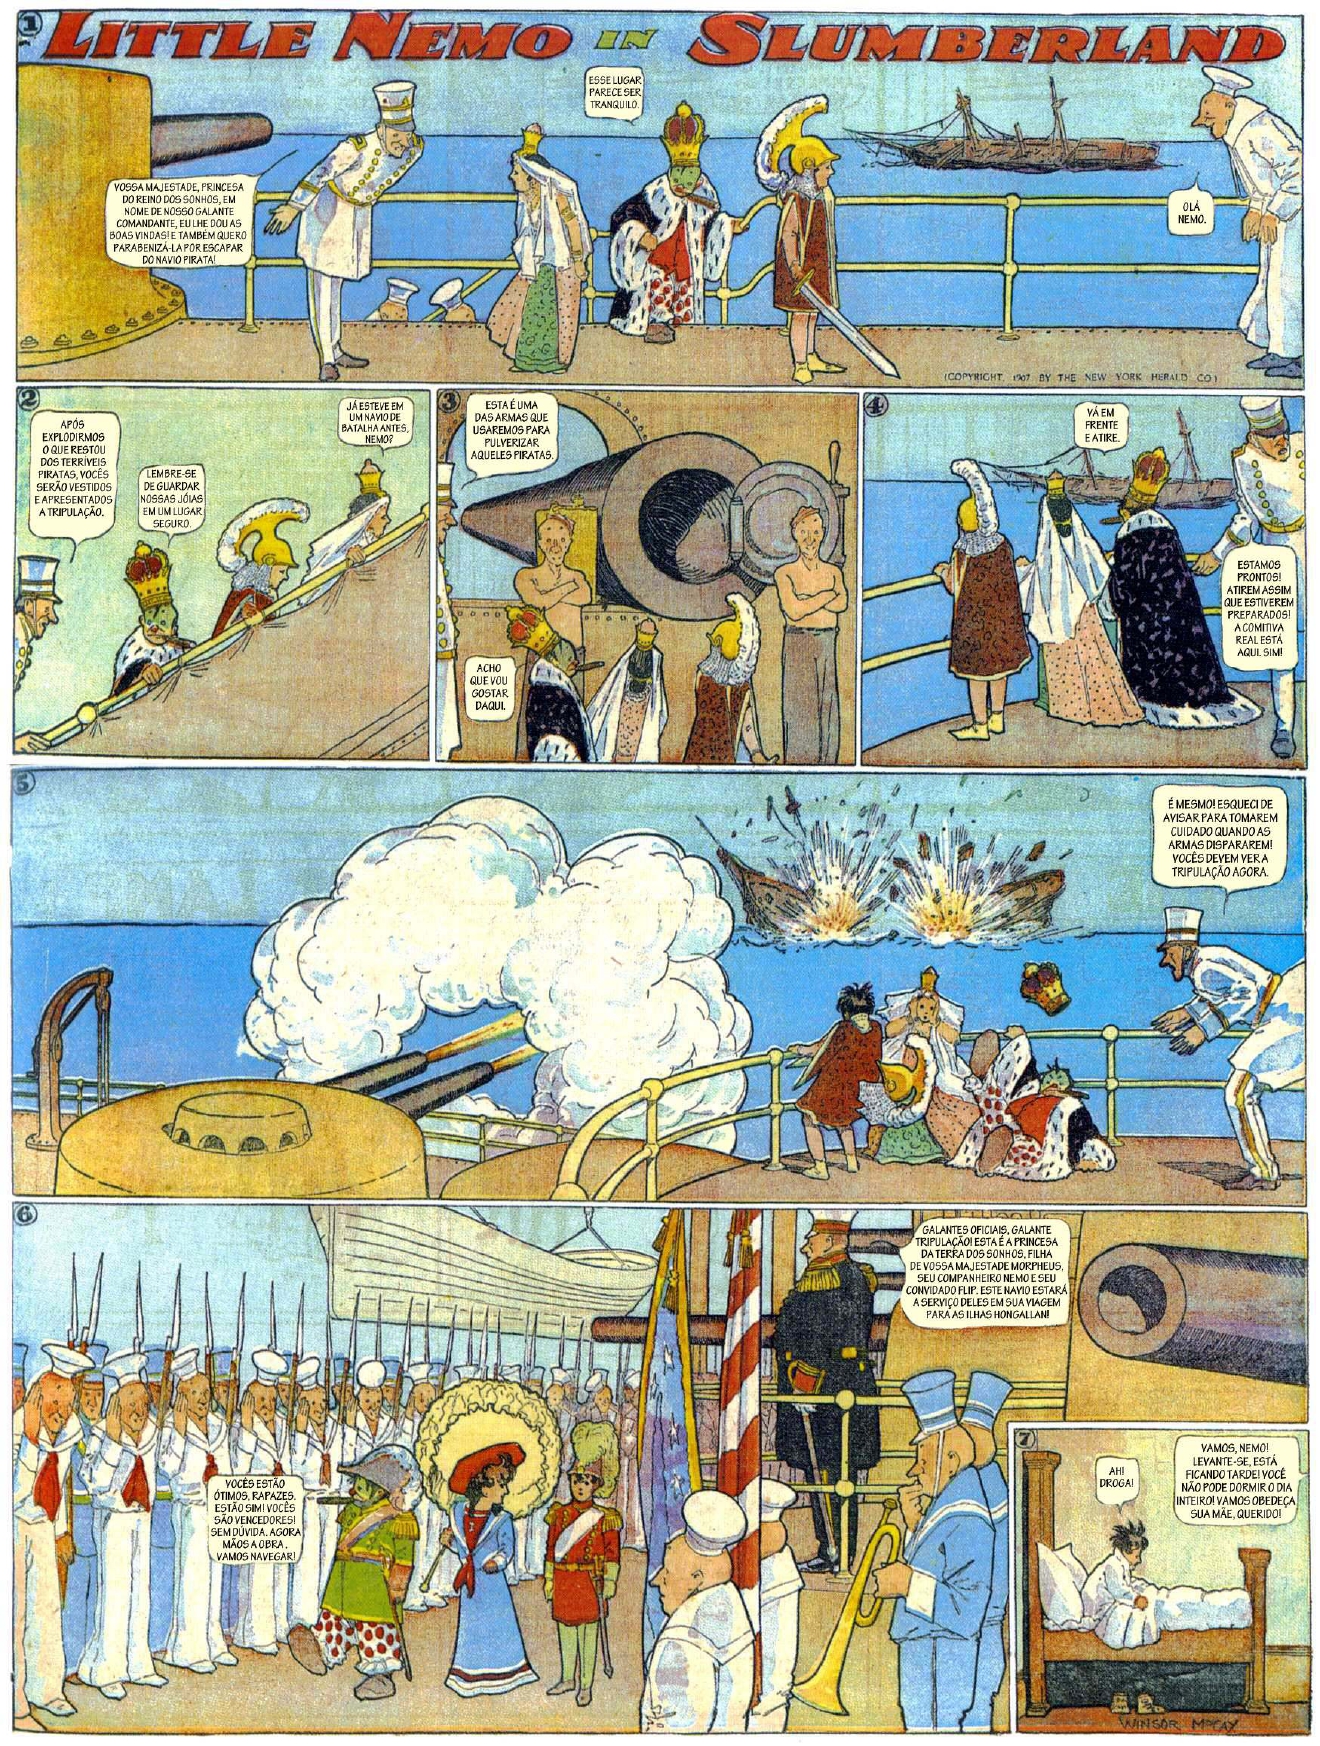 1
LITTLE NEMO IN SLUMBERLAND
VOSSA MAJESTADE, PRINCESA
DO REINO DOS SONHOS, EM
NOME DE NOSSO GALANTE
COMANDANTE, EU LHE DOU AS
BOAS VINDAS! E TAMBÉM QUERO
PARABENIZÁ-LA POR ESCAPAR
DO NAVIO PIRATA!
ESSE LUGAR
PARECE SER
TRANQUILO.
OLÁ
NEMO.
(COPYRIGHT, 1907 BY THE NEW YORK HERALD CO)
2
APÓS
EXPLODIRMOS
O QUE RESTOU
DOS TERRÍVEIS
PIRATAS, VOCÊS
SERÃO VESTIDOS
E APRESENTADOS
A TRIPULAÇÃO.
LEMBRE-SE
DE GUARDAR
NOSSAS JÓIAS
EM UM LUGAR
SEGURO.
JÁ ESTEVE EM
UM NAVIO DE
BATALHA ANTES,
NEMO?
3
ESTA É UMA
DAS ARMAS QUE
USAREMOS PARA
PULVERIZAR
AQUELES PIRATAS.
ACHO
QUE VOU
GOSTAR
DAQUI.
4
VÁ EM
FRENTE
E ATIRE.
ESTAMOS
PRONTOS!
ATIREM ASSIM
QUE ESTIVEREM
PREPARADOS!
A COMITIVA
REAL ESTÁ
AQUI, SIM!
5
É MESMO! ESQUECI DE
AVISAR PARA TOMAREM
CUIDADO QUANDO AS
ARMAS DISPARAREM!
VOCÊS DEVEM VER A
TRIPULAÇÃO AGORA.
6
VOCÊS ESTÃO
ÓTIMOS, RAPAZES,
ESTÃO SIM! VOCÊS
SÃO VENCEDORES!
SEM DÚVIDA. AGORA
MÃOS A OBRA.
VAMOS NAVEGAR!
GALANTES OFICIAIS, GALANTE
TRIPULAÇÃO! ESTA É A PRINCESA
DA TERRA DOS SONHOS, FILHA
DE VOSSA MAJESTADE MORPHEUS,
SEU COMPANHEIRO NEMO E SEU
CONVIDADO FLIP. ESTE NAVIO ESTARÁ
A SERVIÇO DELES EM SUA VIAGEM
PARA AS ILHAS HONGALLAN!
7
AH!
DROGA!
VAMOS, NEMO!
LEVANTE-SE, ESTÁ
FICANDO TARDE! VOCÊ
NÃO PODE DORMIR O DIA
INTEIRO! VAMOS OBEDEÇA
SUA MÃE, QUERIDO!
WINSOR McCAY